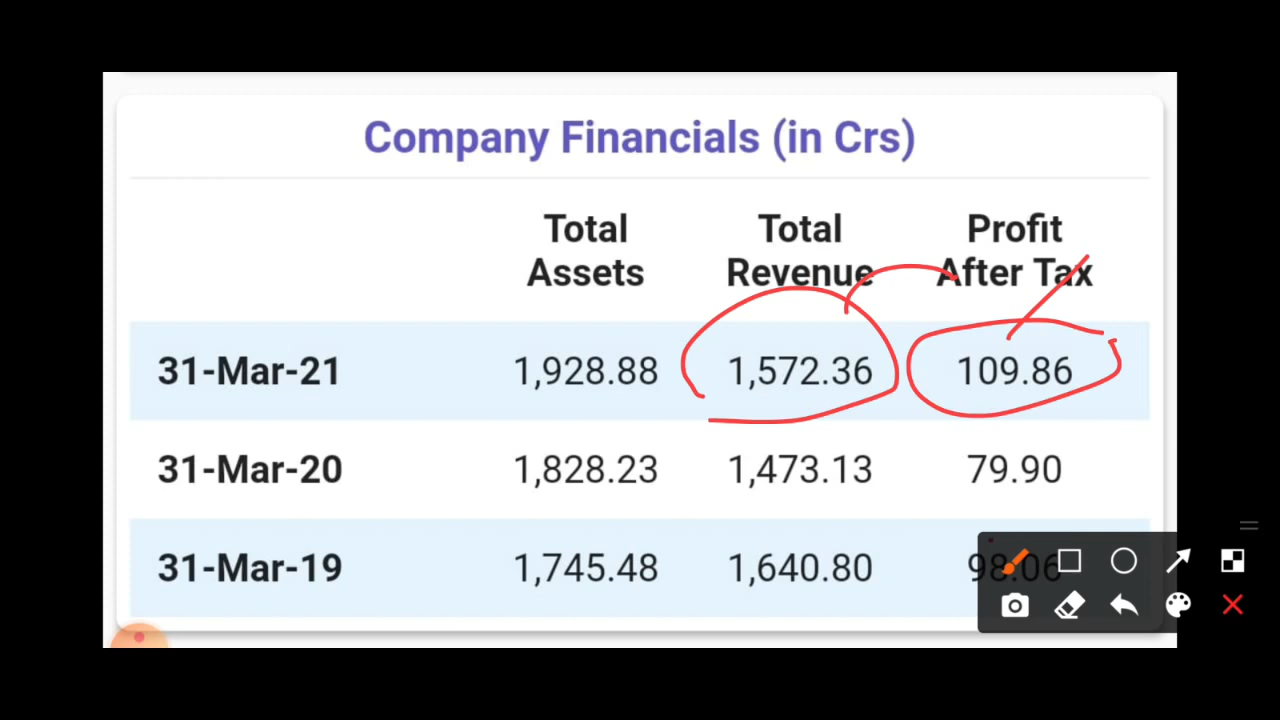 Company Financials (in Crs)
Total Assets Total Revenue Profit After Tax
31-Mar-21 1,928.88 1,572.36 109.86
31-Mar-20 1,828.23 1,473.13 79.90
31-Mar-19 1,745.48 1,640.80 98.06